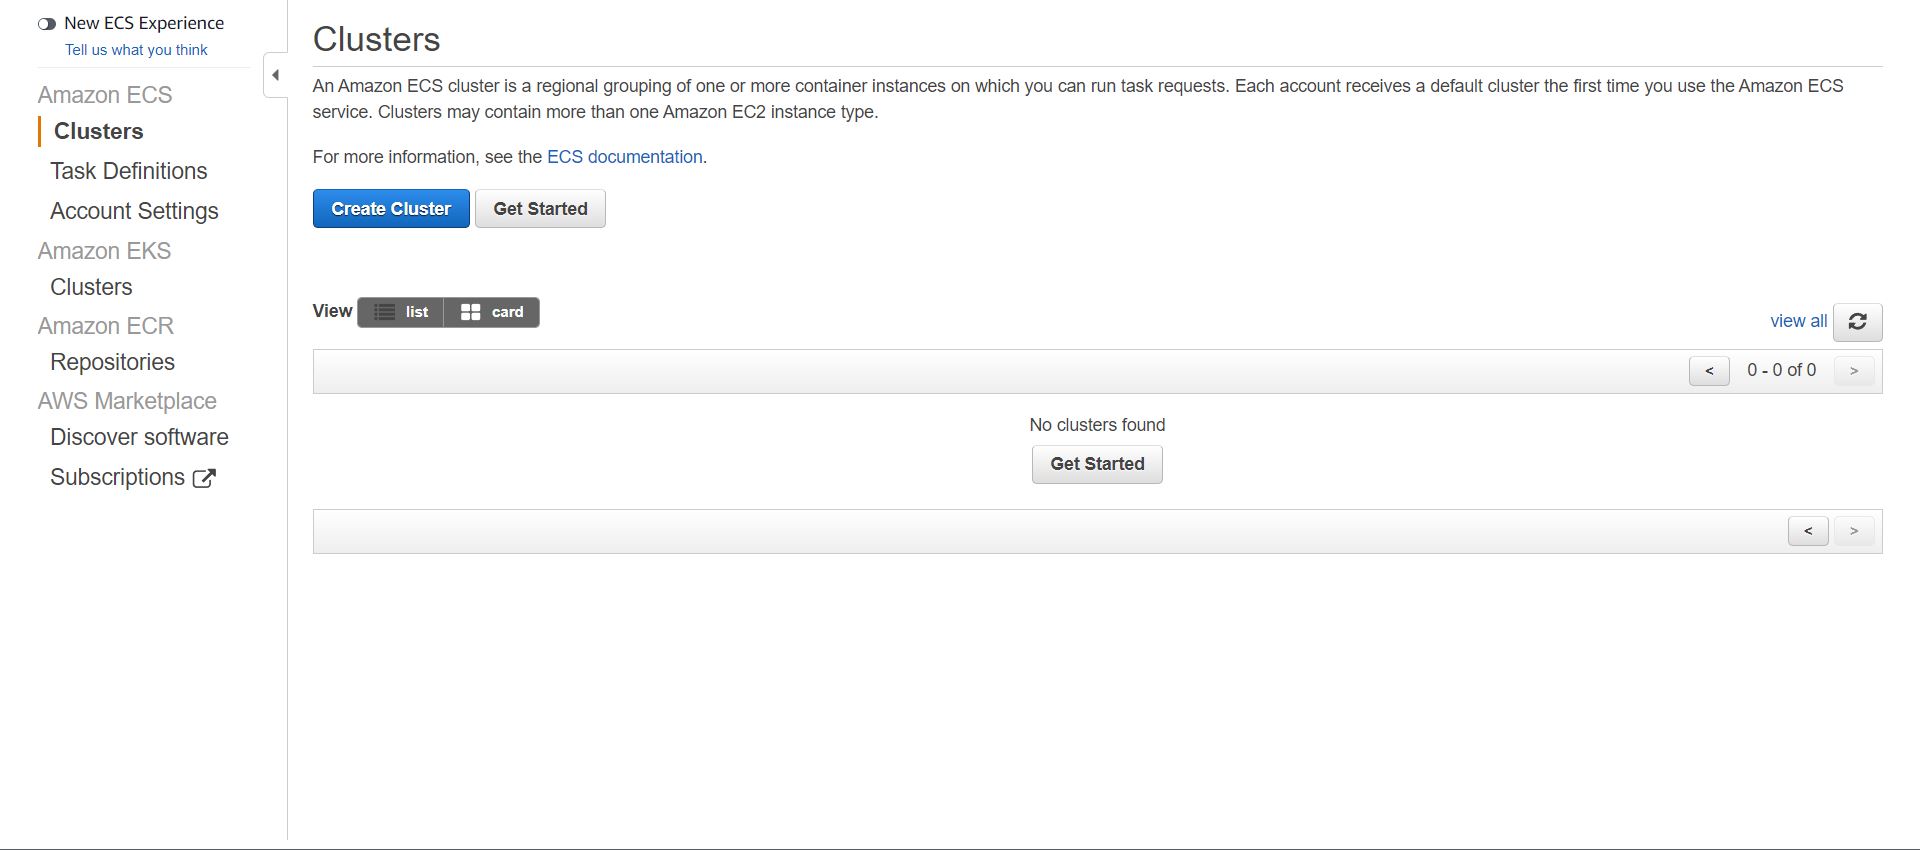 New ECS Experience
Tell us what you think
Amazon ECS
Clusters
Task Definitions
Account Settings
Amazon EKS
Clusters
Amazon ECR
Repositories
AWS Marketplace
Discover software
Subscriptions
Clusters
An Amazon ECS cluster is a regional grouping of one or more container instances on which you can run task requests. Each account receives a default cluster the first time you use the Amazon ECS
service. Clusters may contain more than one Amazon EC2 instance type.
For more information, see the ECS documentation.
Create Cluster Get Started
View list card
view all
< 0 - 0 of 0 >
No clusters found
Get Started
< >